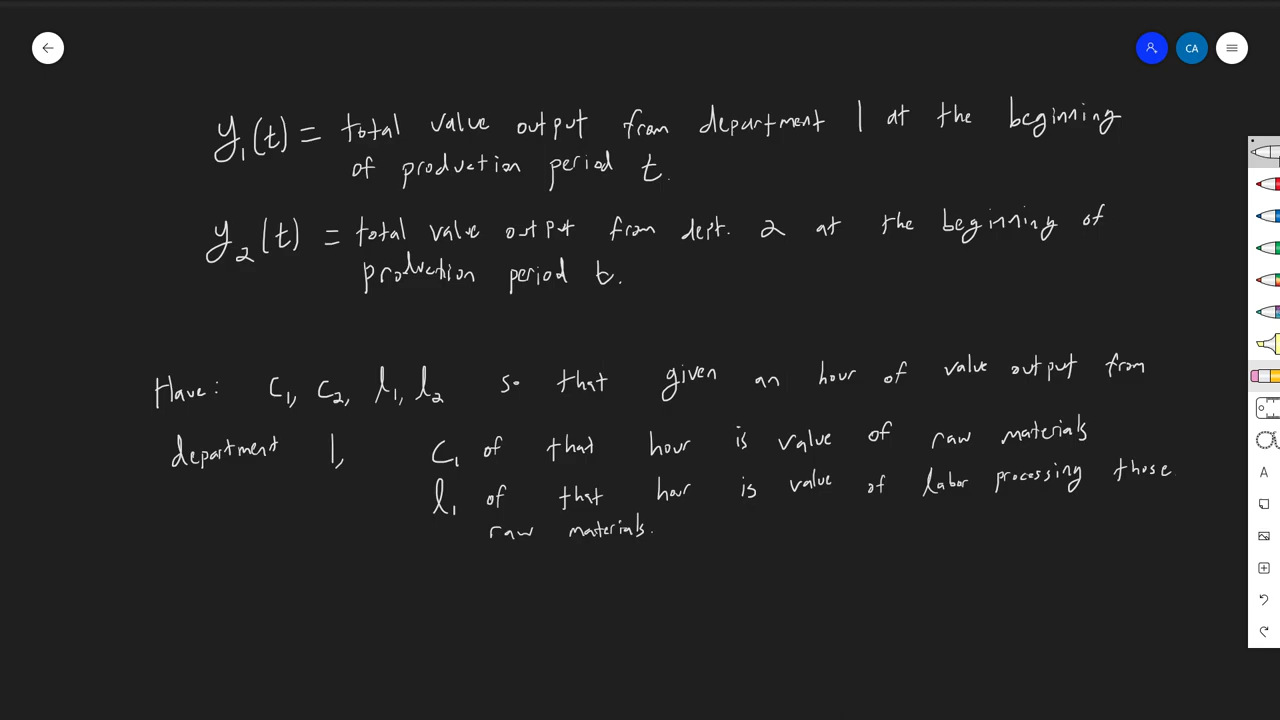 CA
y₁(t) = total value output from department 1 at the beginning
of production period t.
y₂(t) = total value output from dept. 2 at the beginning of
production period t.
Have: c₁, c₂, l₁, l₂ so that given an hour of value output from
department 1, c₁ of that hour is value of raw materials
l₁ of that hour is value of labor processing those
raw materials.
A